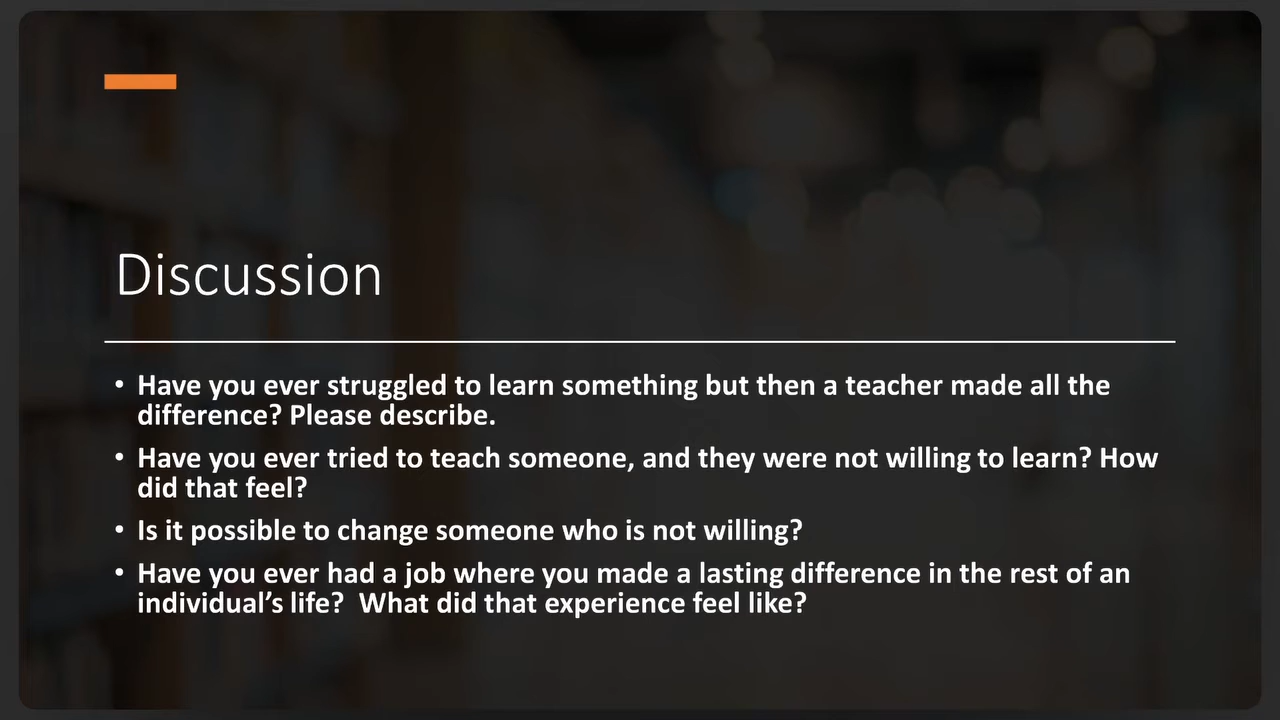 Discussion
• Have you ever struggled to learn something but then a teacher made all the
difference? Please describe.
• Have you ever tried to teach someone, and they were not willing to learn? How
did that feel?
• Is it possible to change someone who is not willing?
• Have you ever had a job where you made a lasting difference in the rest of an
individual’s life?  What did that experience feel like?